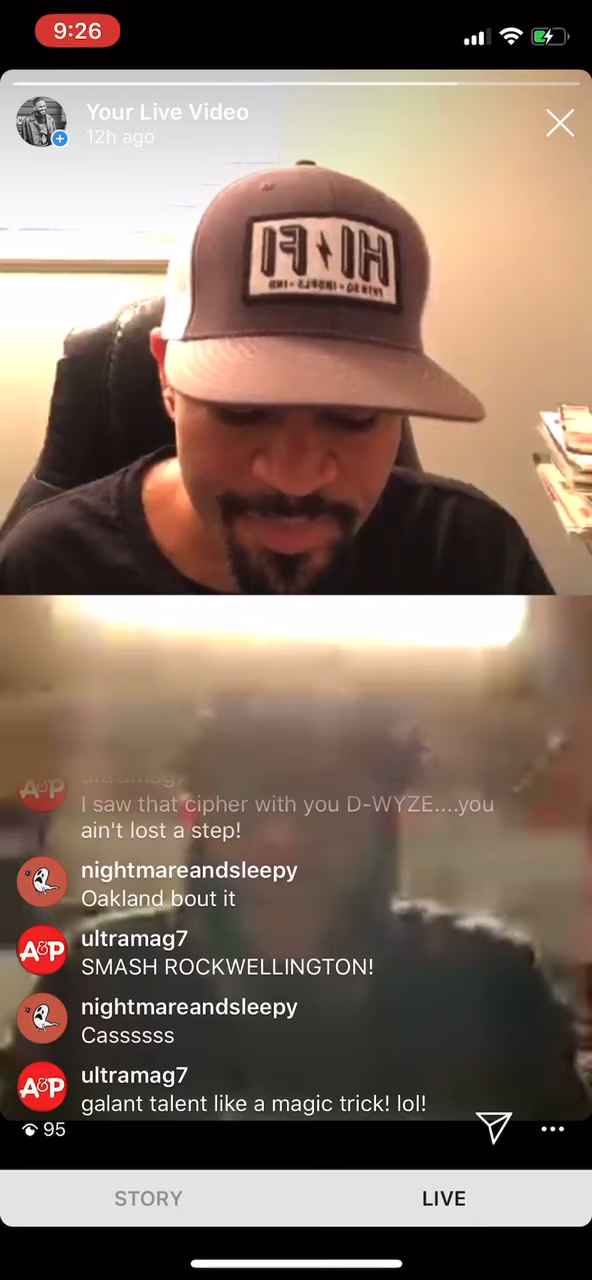 9:26
Your Live Video
12h ago
HI FI
ultramag7
I saw that cipher with you D-WYZE....you
ain't lost a step!
nightmareandsleepy
Oakland bout it
ultramag7
SMASH ROCKWELLINGTON!
nightmareandsleepy
Cassssss
ultramag7
galant talent like a magic trick! lol!
A&P
A&P
A&P
95
STORY
LIVE